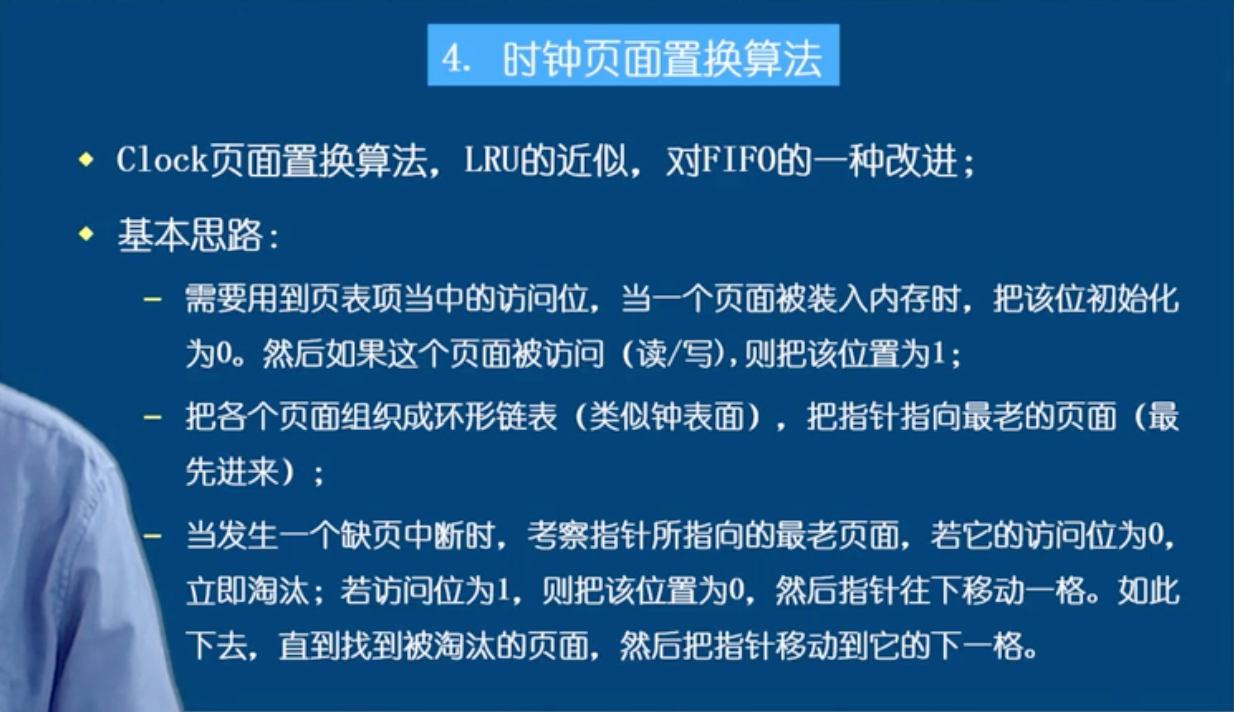 4. 时钟页面置换算法
◆ Clock页面置换算法，LRU的近似，对FIFO的一种改进；
◆ 基本思路：
– 需要用到页表项当中的访问位，当一个页面被装入内存时，把该位初始化
为0。然后如果这个页面被访问（读/写),则把该位置为1；
– 把各个页面组织成环形链表（类似钟表面），把指针指向最老的页面（最
先进来）；
– 当发生一个缺页中断时，考察指针所指向的最老页面，若它的访问位为0，
立即淘汰；若访问位为1，则把该位置为0，然后指针往下移动一格。如此
下去，直到找到被淘汰的页面，然后把指针移动到它的下一格。